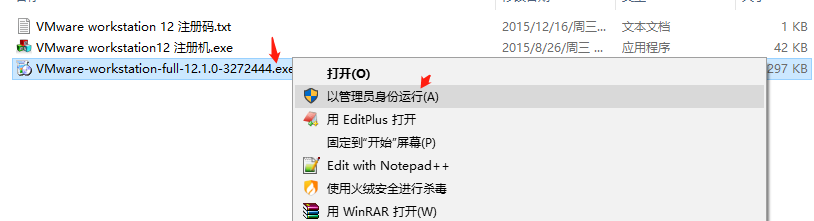 VMware workstation 12 注册码.txt 2015/12/16/周三... 文本文档 1 KB
VMware workstation12 注册机.exe 2015/8/26/周三 ... 应用程序 42 KB
VMware-workstation-full-12.1.0-3272444.exe 297 KB
打开(O)
以管理员身份运行(A)
用 EditPlus 打开
固定到“开始”屏幕(P)
Edit with Notepad++
使用火绒安全进行杀毒
用 WinRAR 打开(W)